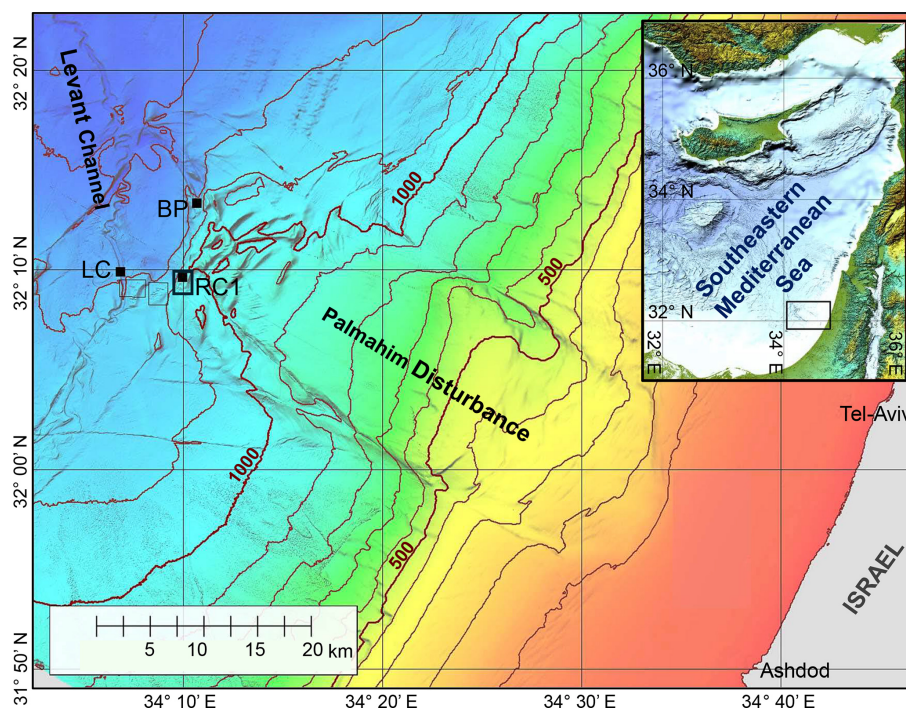 32° 20' N
32° 10' N
32° 00' N
31° 50' N
34° 10' E
34° 20' E
34° 30' E
34° 40' E
Levant Channel
BP
LC
RC1
1000
500
Palmahim Disturbance
1000
500
5 10 15 20 km
Tel-Aviv
ISRAEL
Ashdod
36° N
34° N
32° N
32° E
34° E
36° E
Southeastern
Mediterranean
Sea